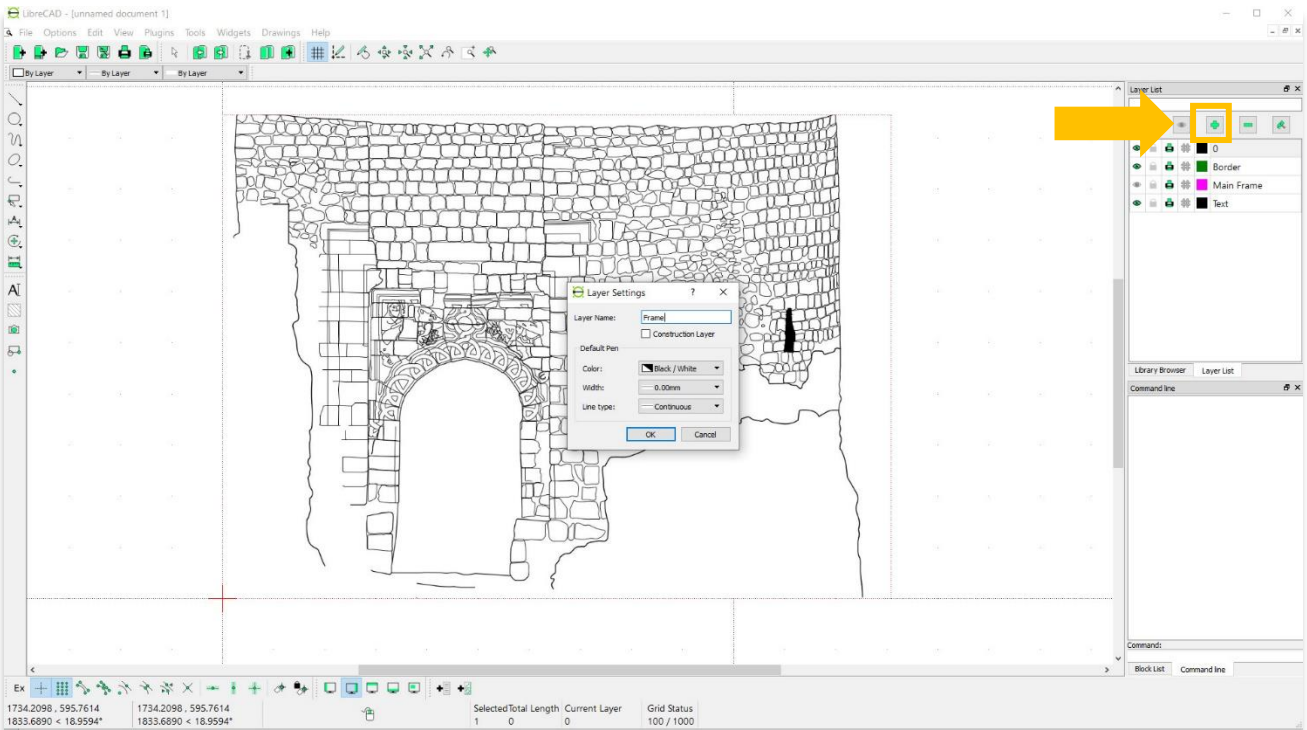 LibreCAD - [unnamed document 1]
File Options Edit View Plugins Tools Widgets Drawings Help
By Layer By Layer By Layer
Layer List
0
Border
Main Frame
Text
Layer Settings ? ×
Layer Name: Frame
Construction Layer
Default Pen
Color: Black / White
Width: 0.00mm
Line type: Continuous
OK Cancel
Library Browser Layer List
Command line
Command:
Block List Command line
Ex
1734.2098 , 595.7614 1734.2098 , 595.7614 Selected Total Length Current Layer Grid Status
1833.6890 < 18.9594° 1833.6890 < 18.9594° 1 0 0 100 / 1000